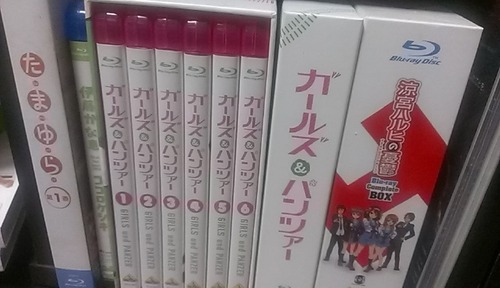 たまゆら
第1巻
Blu-ray
ガールズ&パンツァー
1
GIRLS und PANZER
ガールズ&パンツァー
2
GIRLS und PANZER
ガールズ&パンツァー
3
GIRLS und PANZER
ガールズ&パンツァー
4
GIRLS und PANZER
ガールズ&パンツァー
5
GIRLS und PANZER
ガールズ&パンツァー
6
GIRLS und PANZER
ガールズ&パンツァー
Blu-ray Disc
涼宮ハルヒの憂鬱
Blu-ray
Complete
BOX